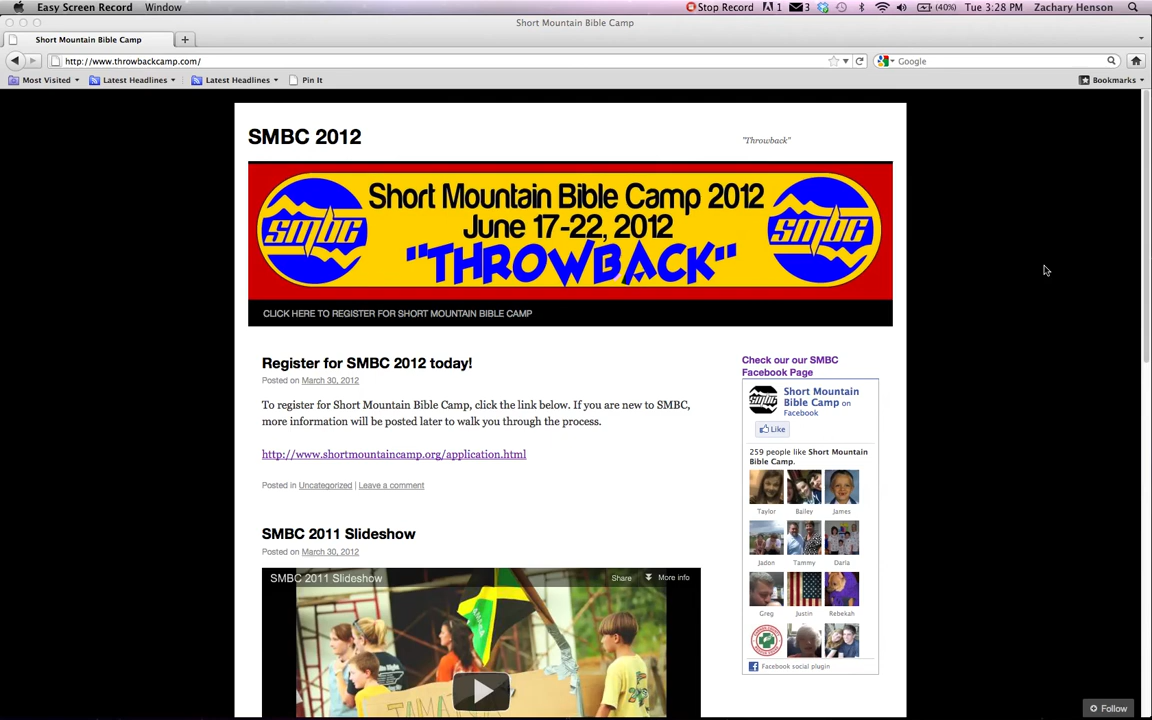 Easy Screen Record Window Stop Record 1 3 (40%) Tue 3:28 PM Zachary Henson
Short Mountain Bible Camp
Short Mountain Bible Camp +
http://www.throwbackcamp.com/ Google
Most Visited Latest Headlines Latest Headlines Pin It Bookmarks
SMBC 2012
"Throwback"
smbc
Short Mountain Bible Camp 2012
June 17-22, 2012
"THROWBACK"
smbc
CLICK HERE TO REGISTER FOR SHORT MOUNTAIN BIBLE CAMP
Register for SMBC 2012 today!
Posted on March 30, 2012
To register for Short Mountain Bible Camp, click the link below. If you are new to SMBC,
more information will be posted later to walk you through the process.
http://www.shortmountaincamp.org/application.html
Posted in Uncategorized | Leave a comment
SMBC 2011 Slideshow
Posted on March 30, 2012
SMBC 2011 Slideshow Share More info
Check our our SMBC
Facebook Page
smbc
Short Mountain
Bible Camp on
Facebook
Like
259 people like Short Mountain
Bible Camp.
Taylor Bailey James
Jadon Tammy Darla
Greg Justin Rebekah
Facebook social plugin
+ Follow